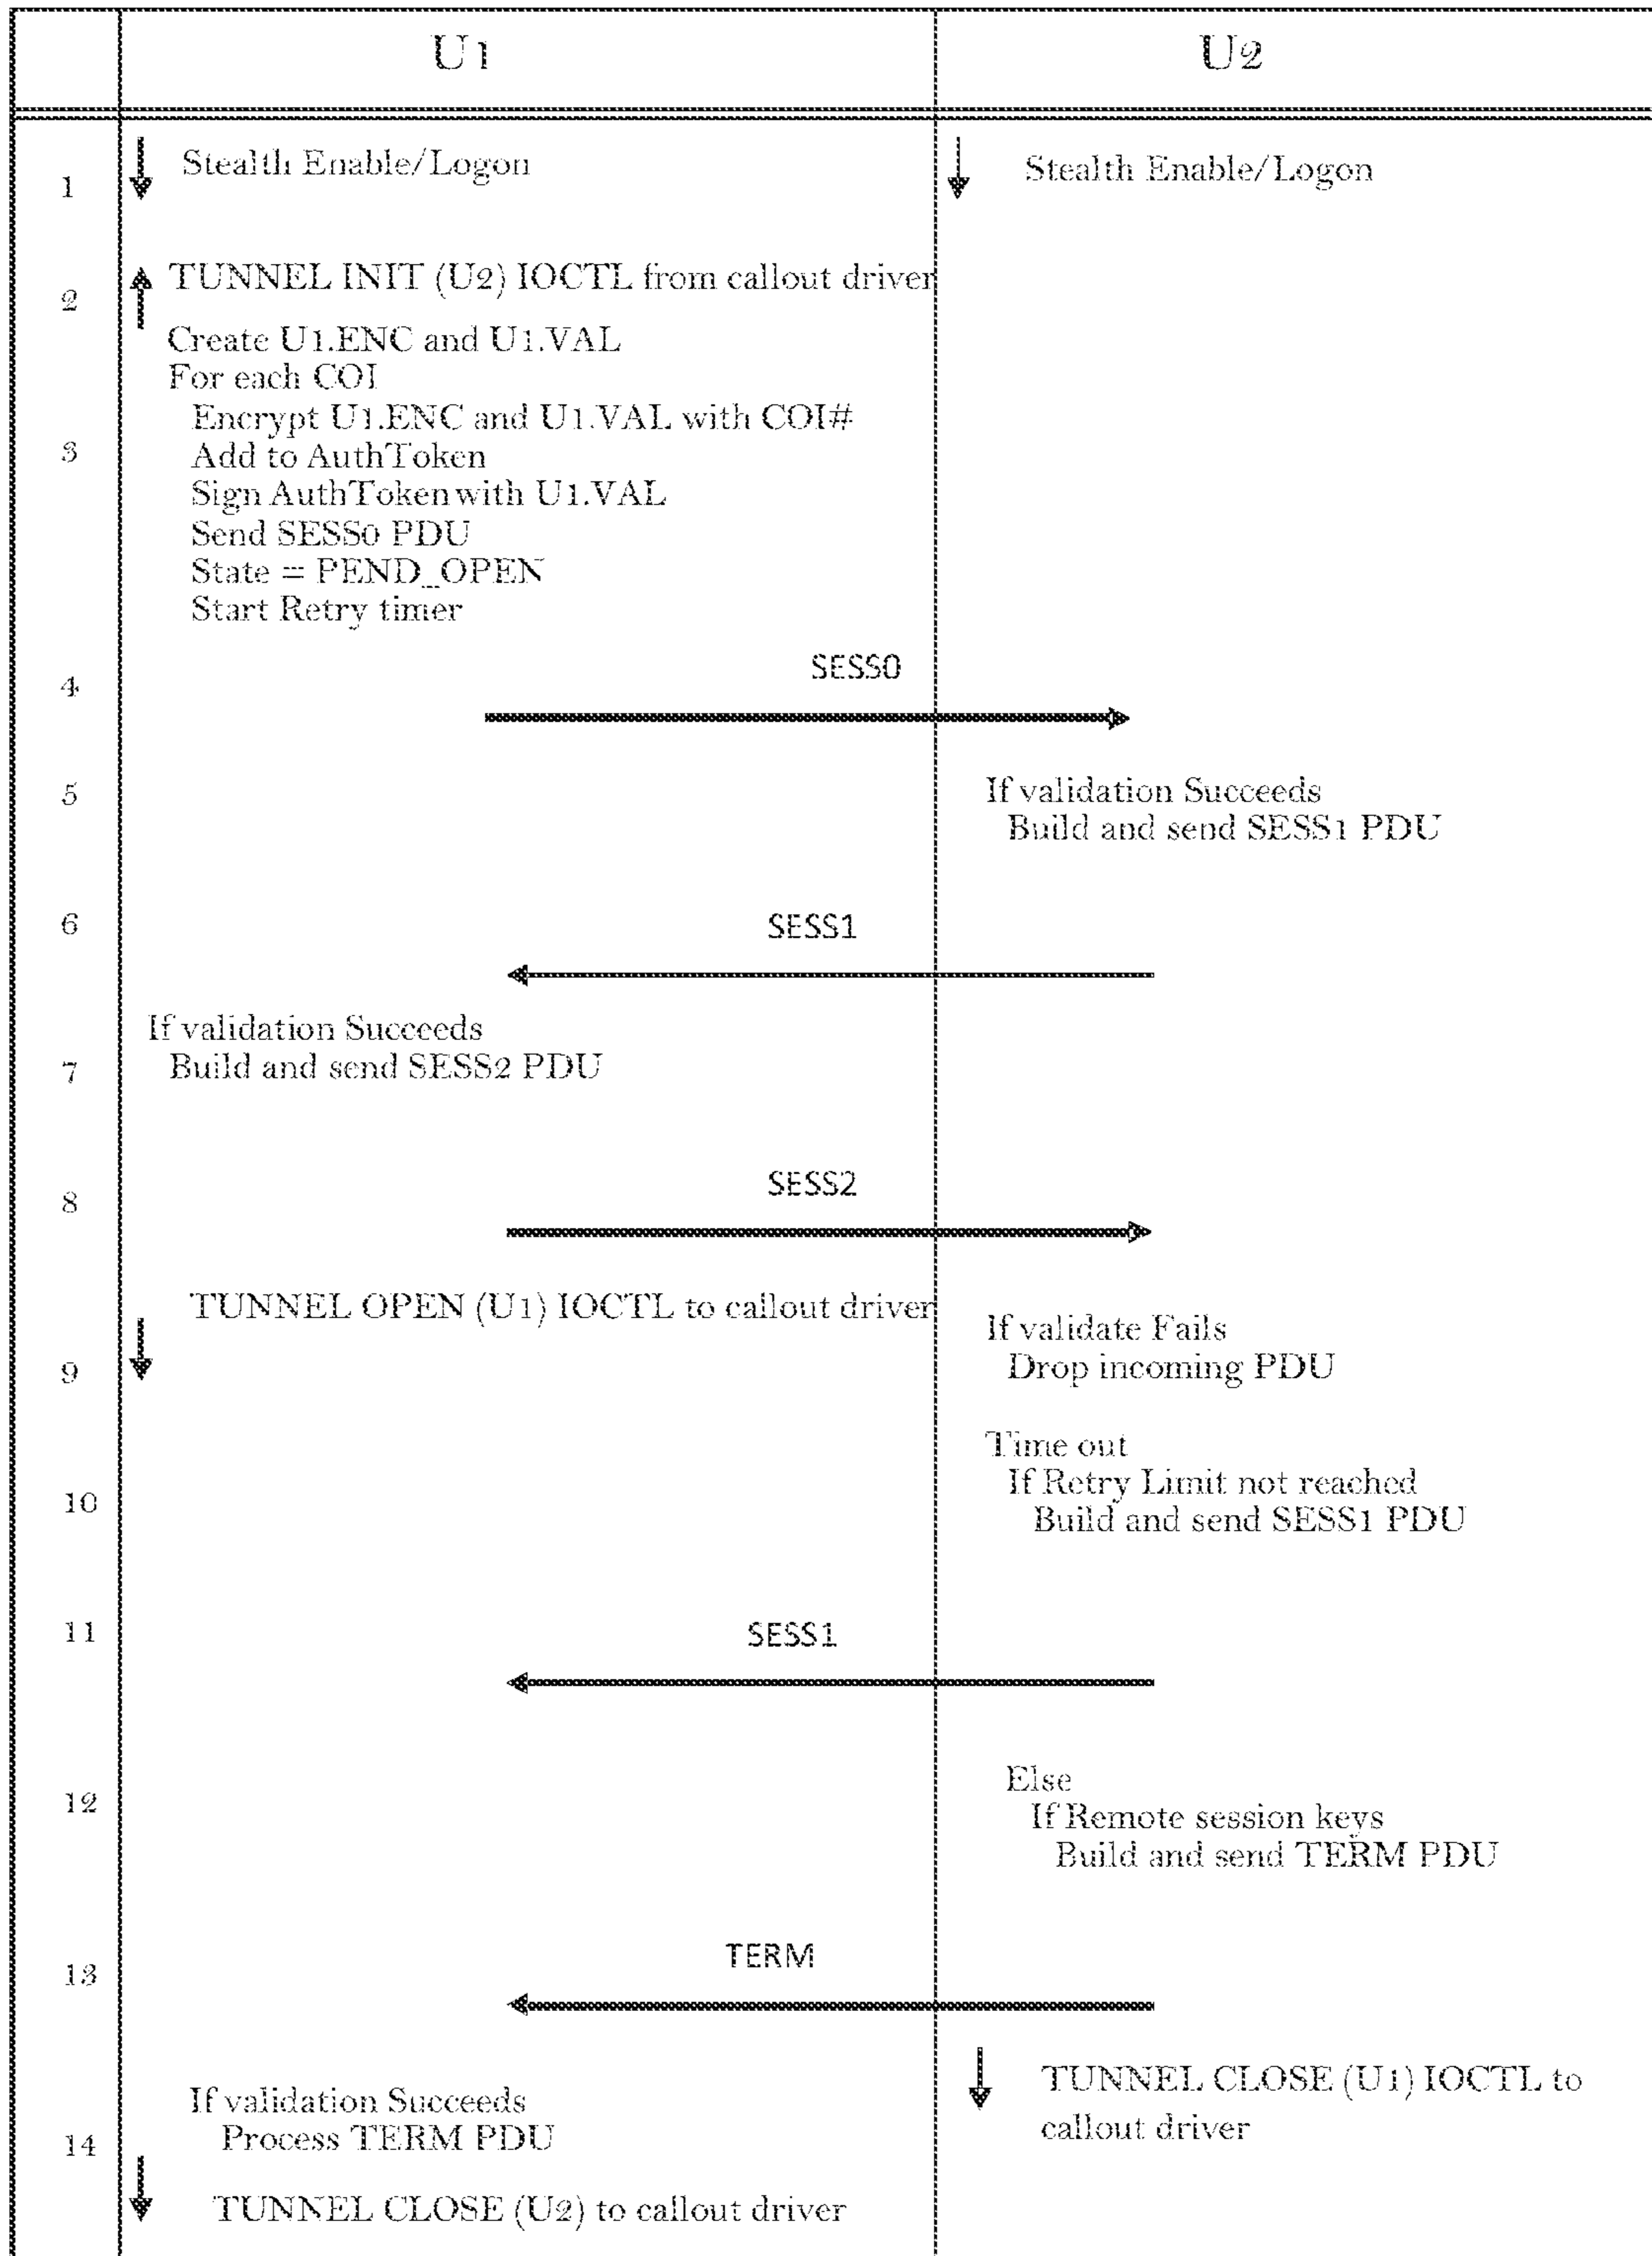 U1
U2
1
Stealth Enable/Logon
Stealth Enable/Logon
2
TUNNEL INIT (U2) IOCTL from callout driver
Create U1.ENC and U1.VAL
For each COI
Encrypt U1.ENC and U1.VAL with COI#
3
Add to AuthToken
Sign AuthToken with U1.VAL
Send SESS0 PDU
State = PEND_OPEN
Start Retry timer
4
SESS0
5
If validation Succeeds
Build and send SESS1 PDU
6
SESS1
If validation Succeeds
7
Build and send SESS2 PDU
8
SESS2
TUNNEL OPEN (U1) IOCTL to callout driver
9
If validate Fails
Drop incoming PDU
Time out
If Retry Limit not reached
10
Build and send SESS1 PDU
11
SESS1
Else
12
If Remote session keys
Build and send TERM PDU
13
TERM
TUNNEL CLOSE (U1) IOCTL to
callout driver
If validation Succeeds
14
Process TERM PDU
TUNNEL CLOSE (U2) to callout driver